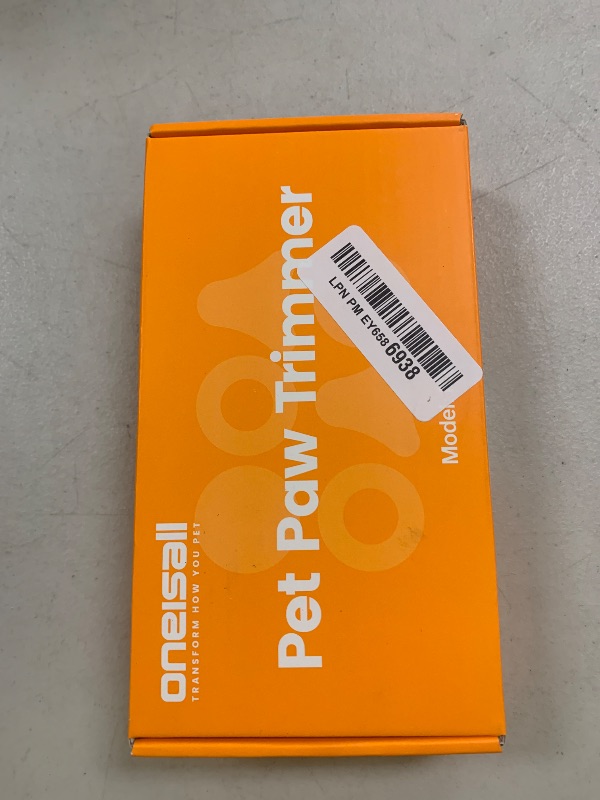 oneisall
TRANSFORM HOW YOU PET
Pet Paw Trimmer
Model
LPN PM EY658 6938